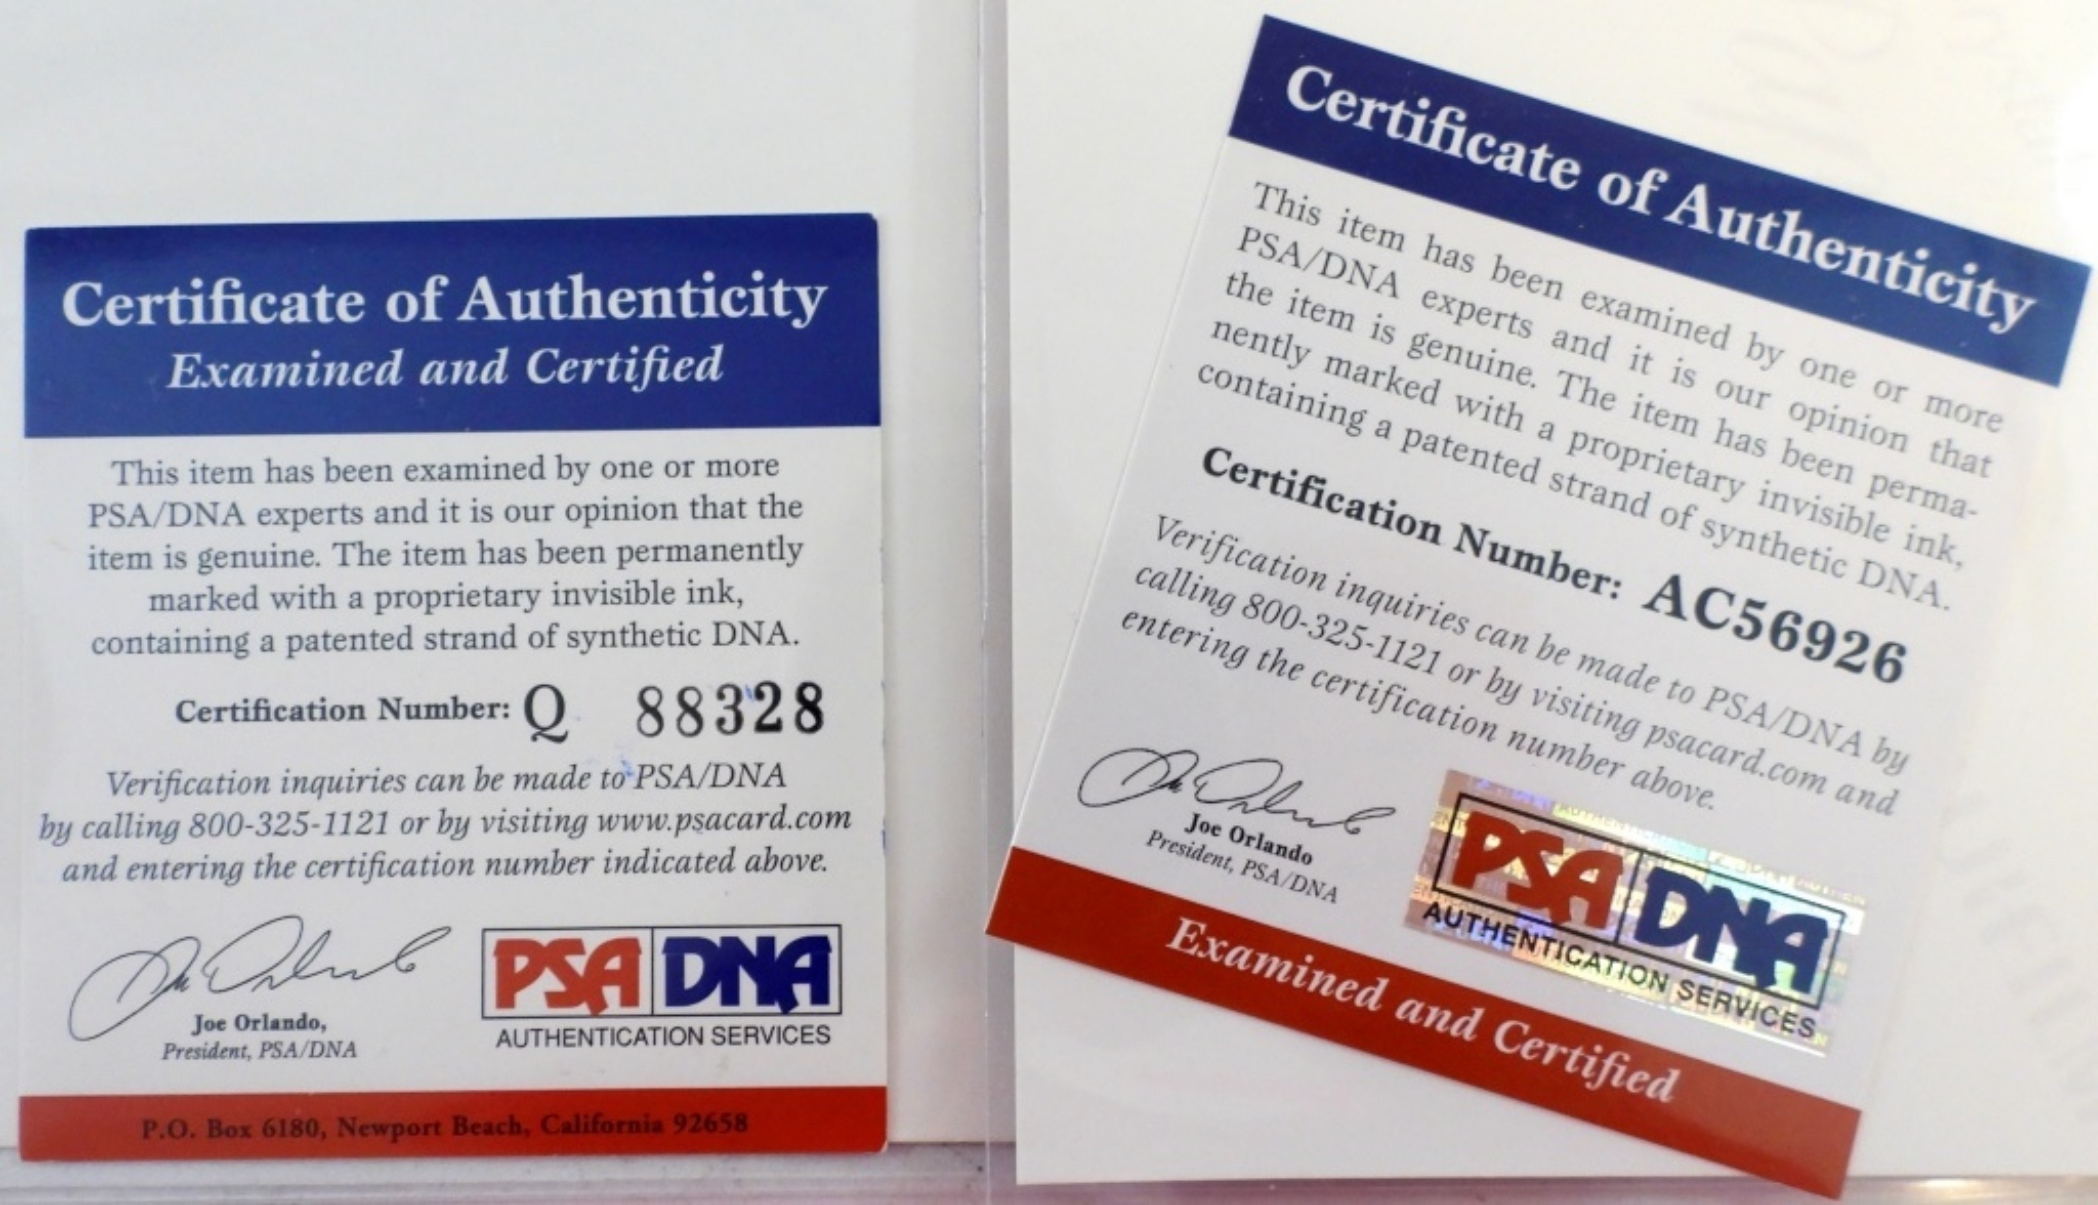 Certificate of Authenticity
Examined and Certified
This item has been examined by one or more
PSA/DNA experts and it is our opinion that the
item is genuine. The item has been permanently
marked with a proprietary invisible ink,
containing a patented strand of synthetic DNA.
Certification Number: Q 88328
Verification inquiries can be made to PSA/DNA
by calling 800-325-1121 or by visiting www.psacard.com
and entering the certification number indicated above.
Joe Orlando,
President, PSA/DNA
PSA DNA
AUTHENTICATION SERVICES
P.O. Box 6180, Newport Beach, California 92658
Certificate of Authenticity
This item has been examined by one or more
PSA/DNA experts and it is our opinion that
the item is genuine. The item has been perma-
nently marked with a proprietary invisible ink,
containing a patented strand of synthetic DNA.
Certification Number: AC56926
Verification inquiries can be made to PSA/DNA by
calling 800-325-1121 or by visiting psacard.com and
entering the certification number above.
Joe Orlando
President, PSA/DNA
PSA DNA
AUTHENTICATION SERVICES
Examined and Certified